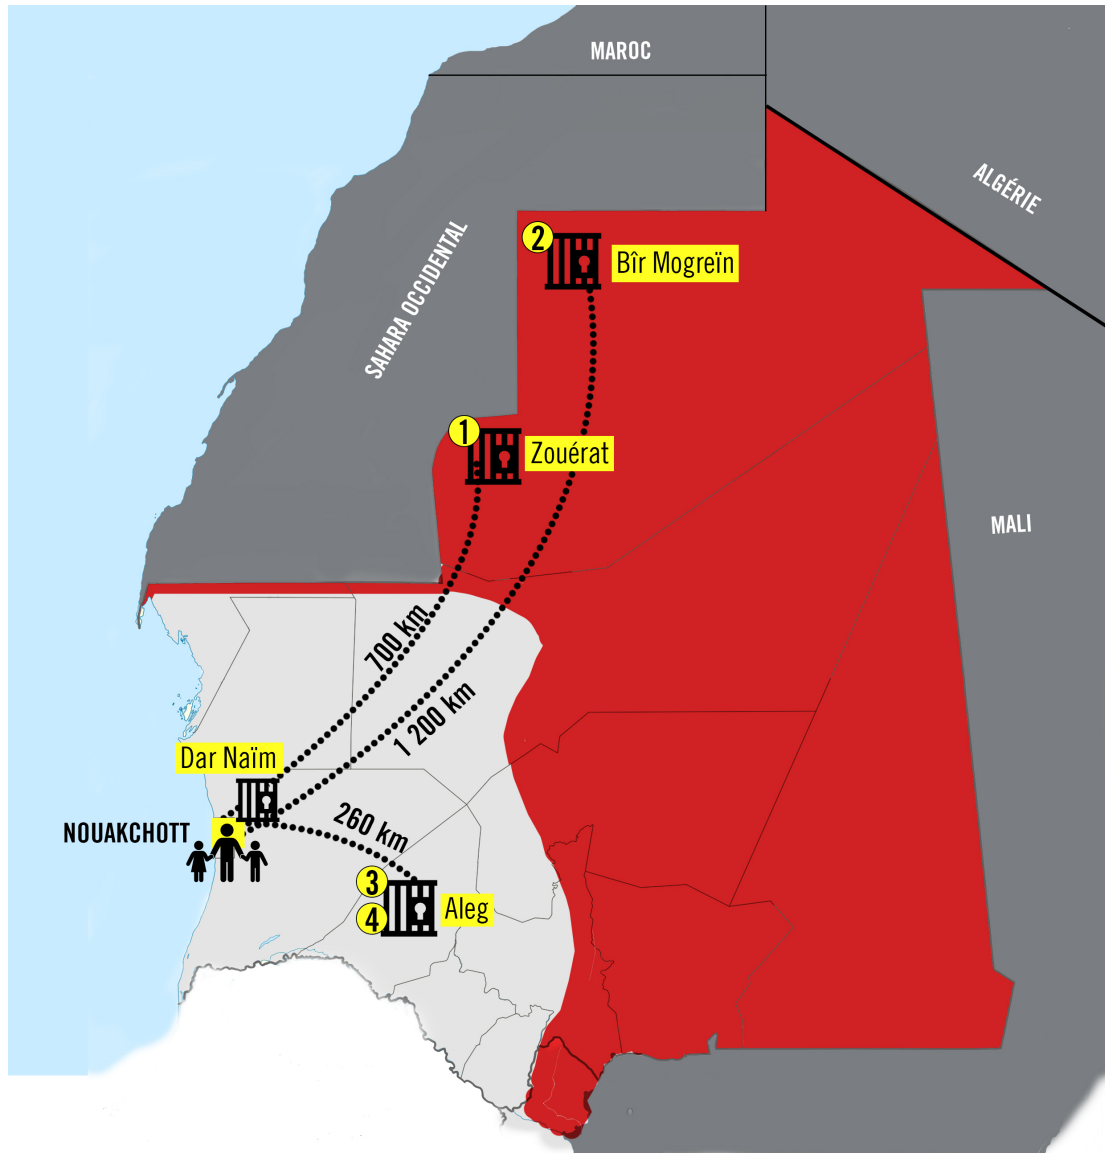 MAROC
ALGÉRIE
SAHARA OCCIDENTAL
2
Bîr Mogreïn
1
Zouérat
MALI
700 km
1 200 km
Dar Naïm
260 km
NOUAKCHOTT
3
4
Aleg